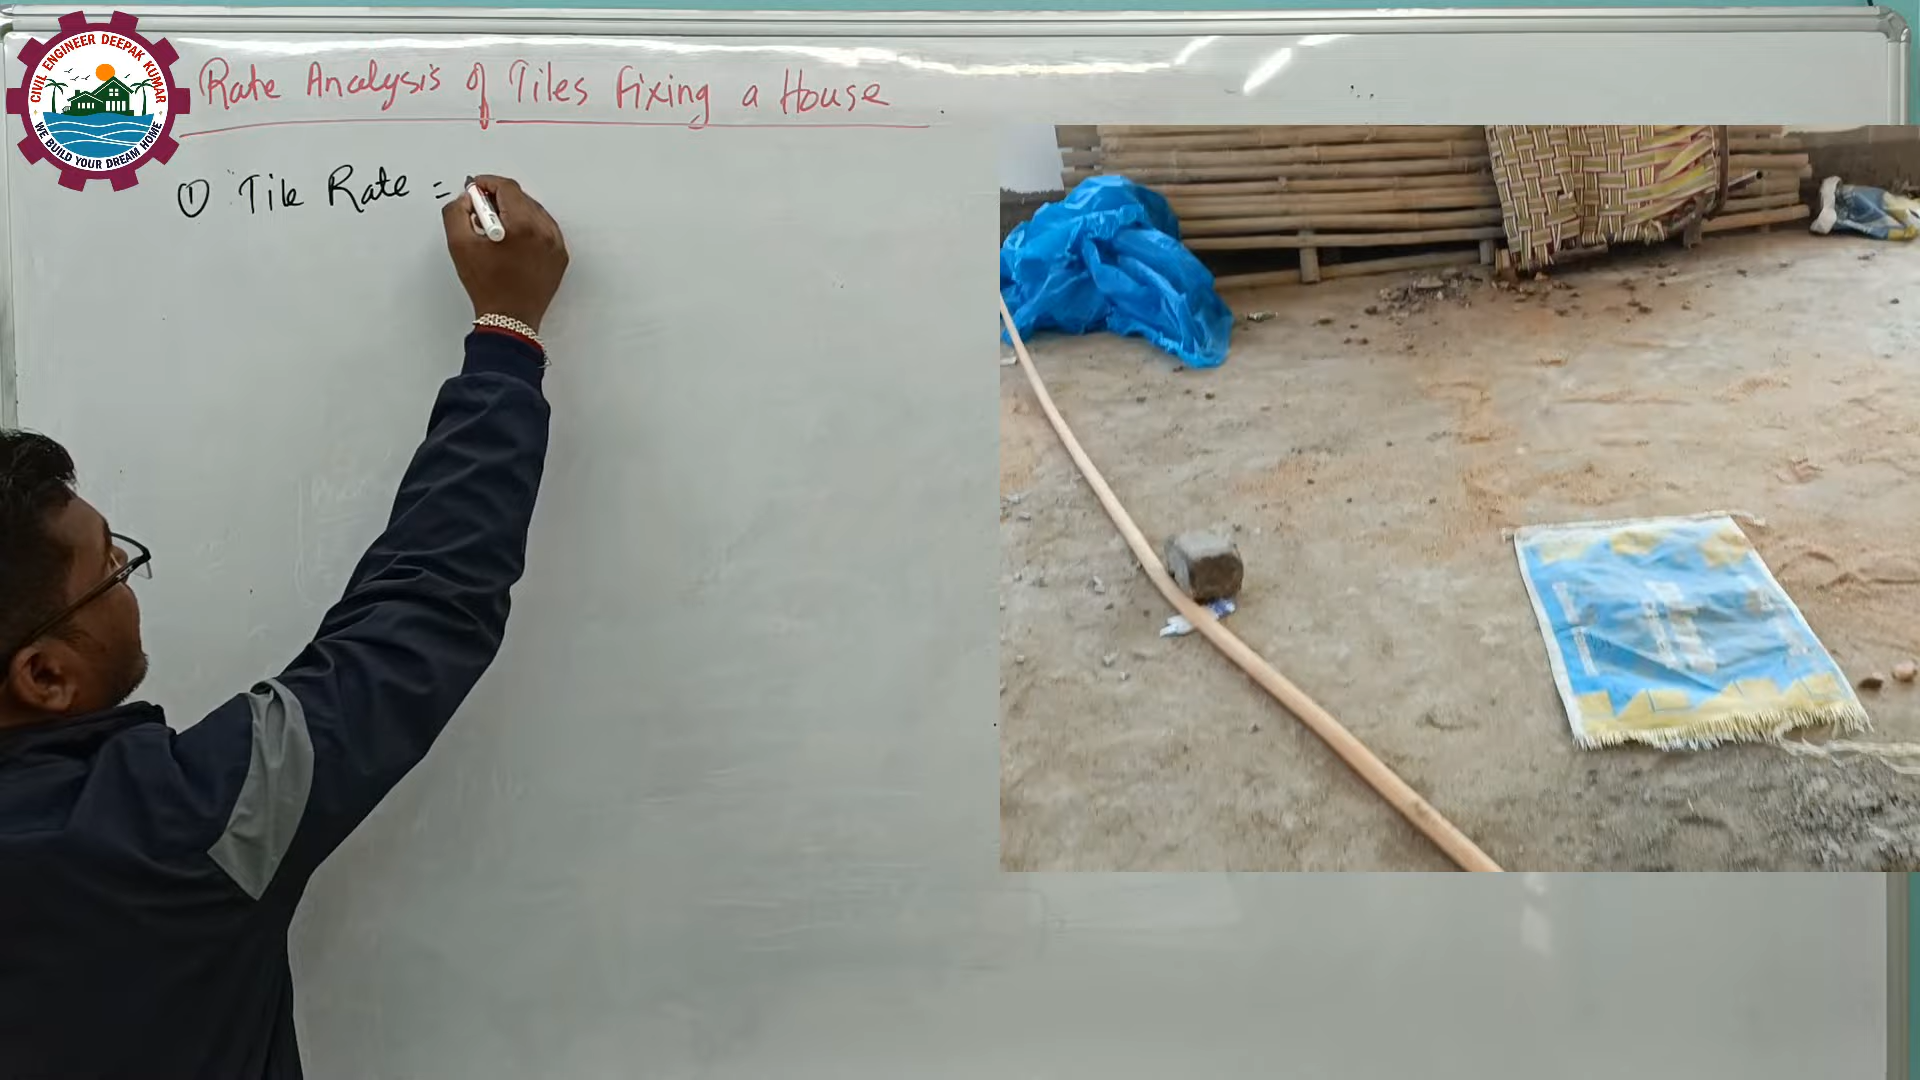 CIVIL ENGINEER DEEPAK KUMAR
WE BUILD YOUR DREAM HOME
Rate Analysis of Tiles Fixing a House
① Tile Rate =